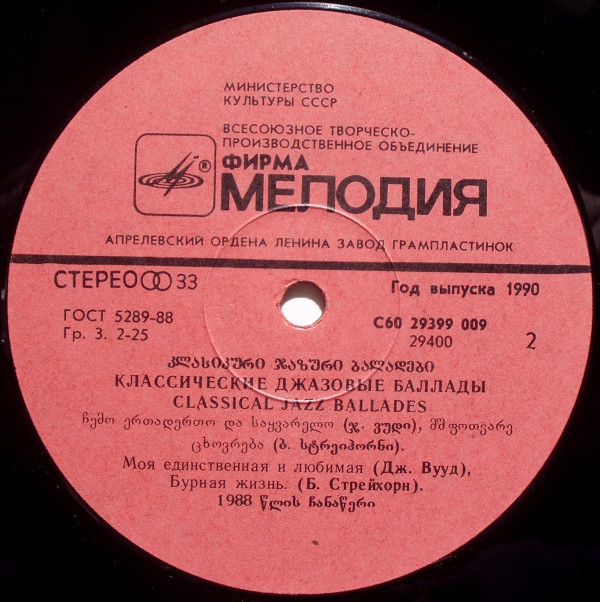 МИНИСТЕРСТВО
КУЛЬТУРЫ СССР
ВСЕСОЮЗНОЕ ТВОРЧЕСКО-
ПРОИЗВОДСТВЕННОЕ ОБЪЕДИНЕНИЕ
®
ФИРМА
МЕЛОДИЯ
АПРЕЛЕВСКИЙ ОРДЕНА ЛЕНИНА ЗАВОД ГРАМПЛАСТИНОК
СТЕРЕО 33
Год выпуска 1990
ГОСТ 5289-88
С60 29399 009
Гр. 3. 2-25
29400
2
კლასიკური ჯაზური ბალადები
КЛАССИЧЕСКИЕ ДЖАЗОВЫЕ БАЛЛАДЫ
CLASSICAL JAZZ BALLADES
ჩემო ერთადერთო და საყვარელო (ჯ. ვუდი), მშფოთვარე
ცხოვრება (ბ. სტრეიჰორნი).
Моя единственная и любимая (Дж. Вууд),
Бурная жизнь. (Б. Стрейхорн).
1988 წლის ჩანაწერი